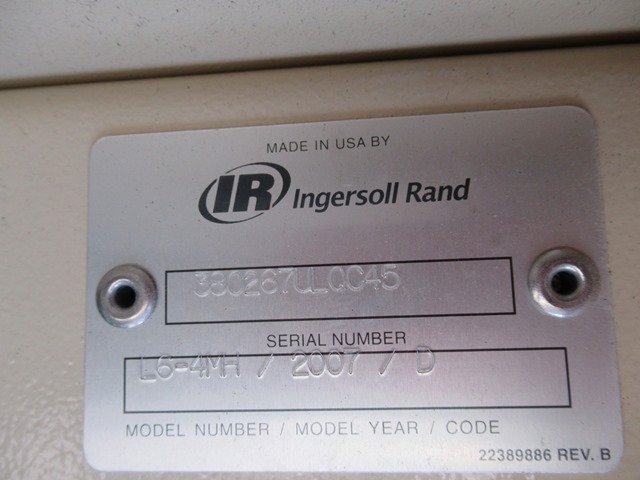 MADE IN USA BY
IR Ingersoll Rand
380267ULQC45
SERIAL NUMBER
L6-4MH / 2007 / D
MODEL NUMBER / MODEL YEAR / CODE
22389886 REV. B